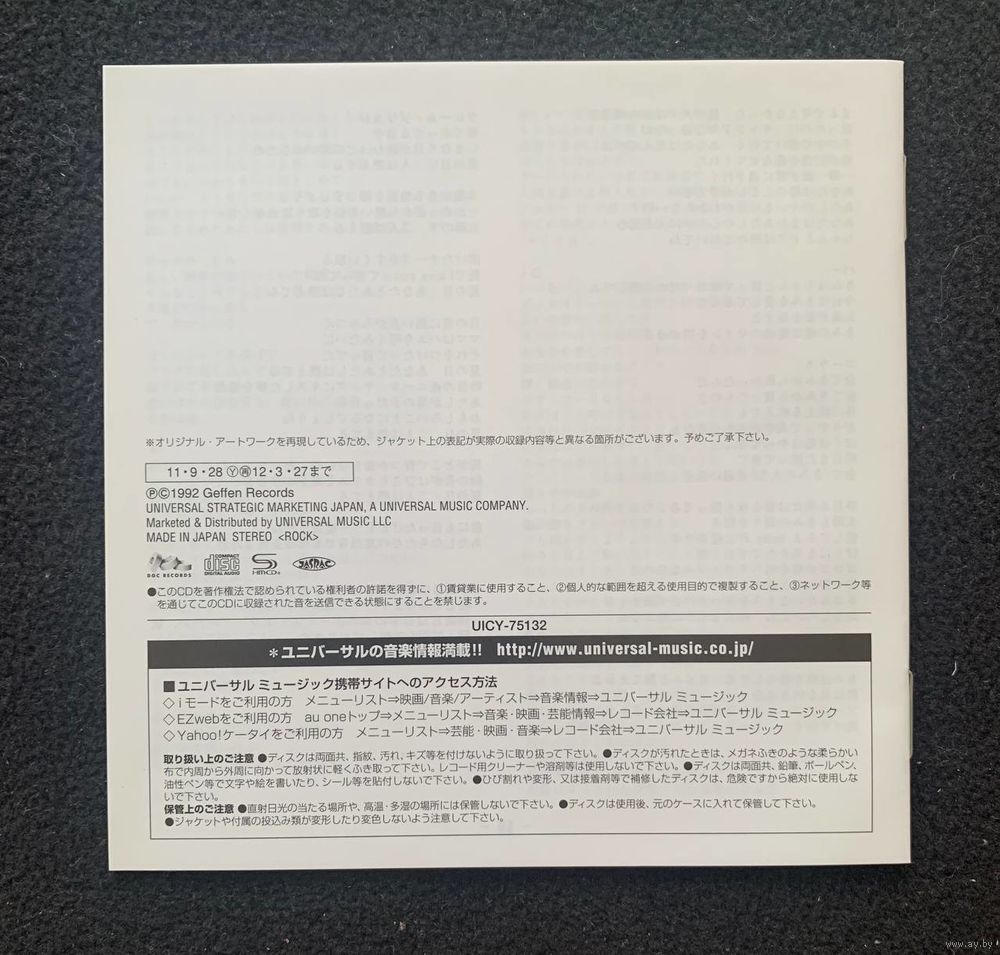 ※オリジナル・アートワークを再現しているため、ジャケット上の表記が実際の収録内容等と異なる箇所がございます。予めご了承下さい。
11・9・28 Ⓨ㋐12・3・27まで
ⓅⒸ1992 Geffen Records
UNIVERSAL STRATEGIC MARKETING JAPAN, A UNIVERSAL MUSIC COMPANY.
Marketed & Distributed by UNIVERSAL MUSIC LLC
MADE IN JAPAN STEREO <ROCK>
DGC RECORDS COMPACT disc DIGITAL AUDIO SHM-CD JASRAC
●このCDを著作権法で認められている権利者の許諾を得ずに、①賃貸業に使用すること、②個人的な範囲を超える使用目的で複製すること、③ネットワーク等
を通じてこのCDに収録された音を送信できる状態にすることを禁じます。
UICY-75132
＊ユニバーサルの音楽情報満載!! http://www.universal-music.co.jp/
■ユニバーサル ミュージック携帯サイトへのアクセス方法
◇iモードをご利用の方 メニューリスト⇒映画/音楽/アーティスト⇒音楽情報⇒ユニバーサル ミュージック
◇EZwebをご利用の方 au oneトップ⇒メニューリスト⇒音楽・映画・芸能情報⇒レコード会社⇒ユニバーサル ミュージック
◇Yahoo!ケータイをご利用の方 メニューリスト⇒芸能・映画・音楽⇒レコード会社⇒ユニバーサル ミュージック
取り扱い上のご注意 ●ディスクは両面共、指紋、汚れ、キズ等を付けないように取り扱って下さい。●ディスクが汚れたときは、メガネふきのような柔らかい
布で内周から外周に向かって放射状に軽くふき取って下さい。レコード用クリーナーや溶剤等は使用しないで下さい。●ディスクは両面共、鉛筆、ボールペン、
油性ペン等で文字や絵を書いたり、シール等を貼付しないで下さい。●ひび割れや変形、又は接着剤等で補修したディスクは、危険ですから絶対に使用しな
いで下さい。
保管上のご注意 ●直射日光の当たる場所や、高温・多湿の場所には保管しないで下さい。●ディスクは使用後、元のケースに入れて保管して下さい。
●ジャケットや付属の投込み類が変形したり変色しないよう注意して下さい。
www.ay.by